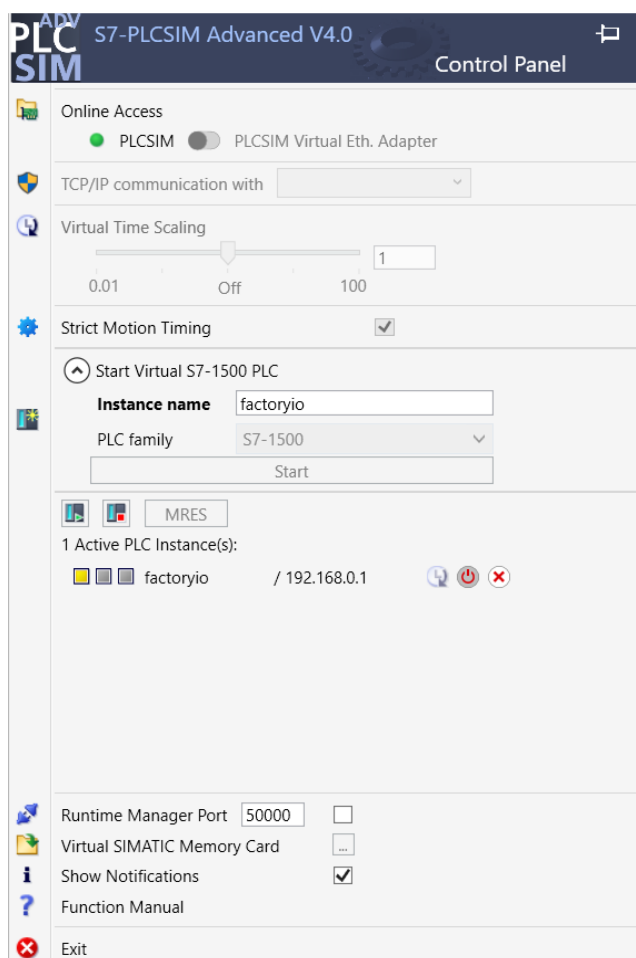 ADV
PLC
SIM
S7-PLCSIM Advanced V4.0
Control Panel
Online Access
PLCSIM PLCSIM Virtual Eth. Adapter
TCP/IP communication with
Virtual Time Scaling
1
0.01 Off 100
Strict Motion Timing
Start Virtual S7-1500 PLC
Instance name factoryio
PLC family S7-1500
Start
MRES
1 Active PLC Instance(s):
factoryio / 192.168.0.1
Runtime Manager Port 50000
Virtual SIMATIC Memory Card ...
Show Notifications
Function Manual
Exit